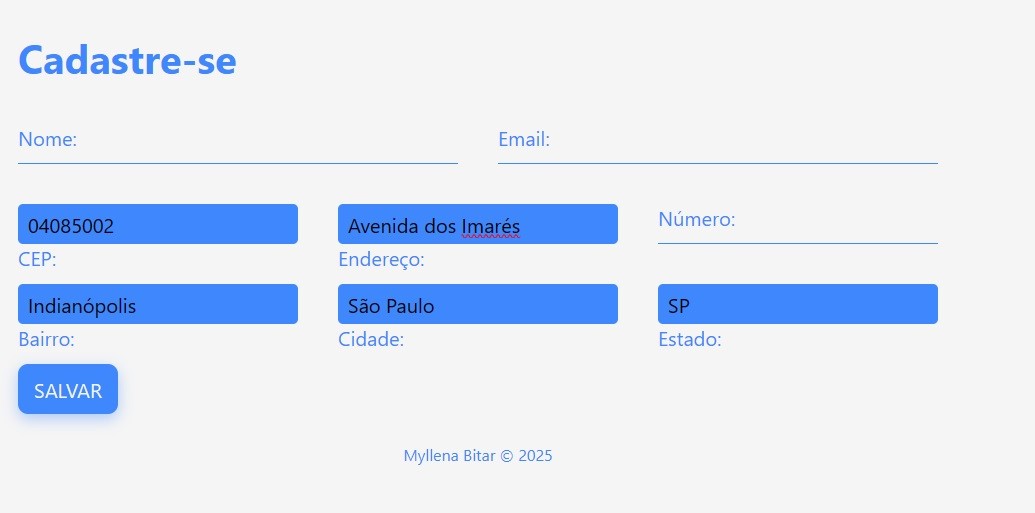 Cadastre-se
Nome: Email:
04085002 Avenida dos Imarés Número:
CEP: Endereço:
Indianópolis São Paulo SP
Bairro: Cidade: Estado:
SALVAR
Myllena Bitar © 2025